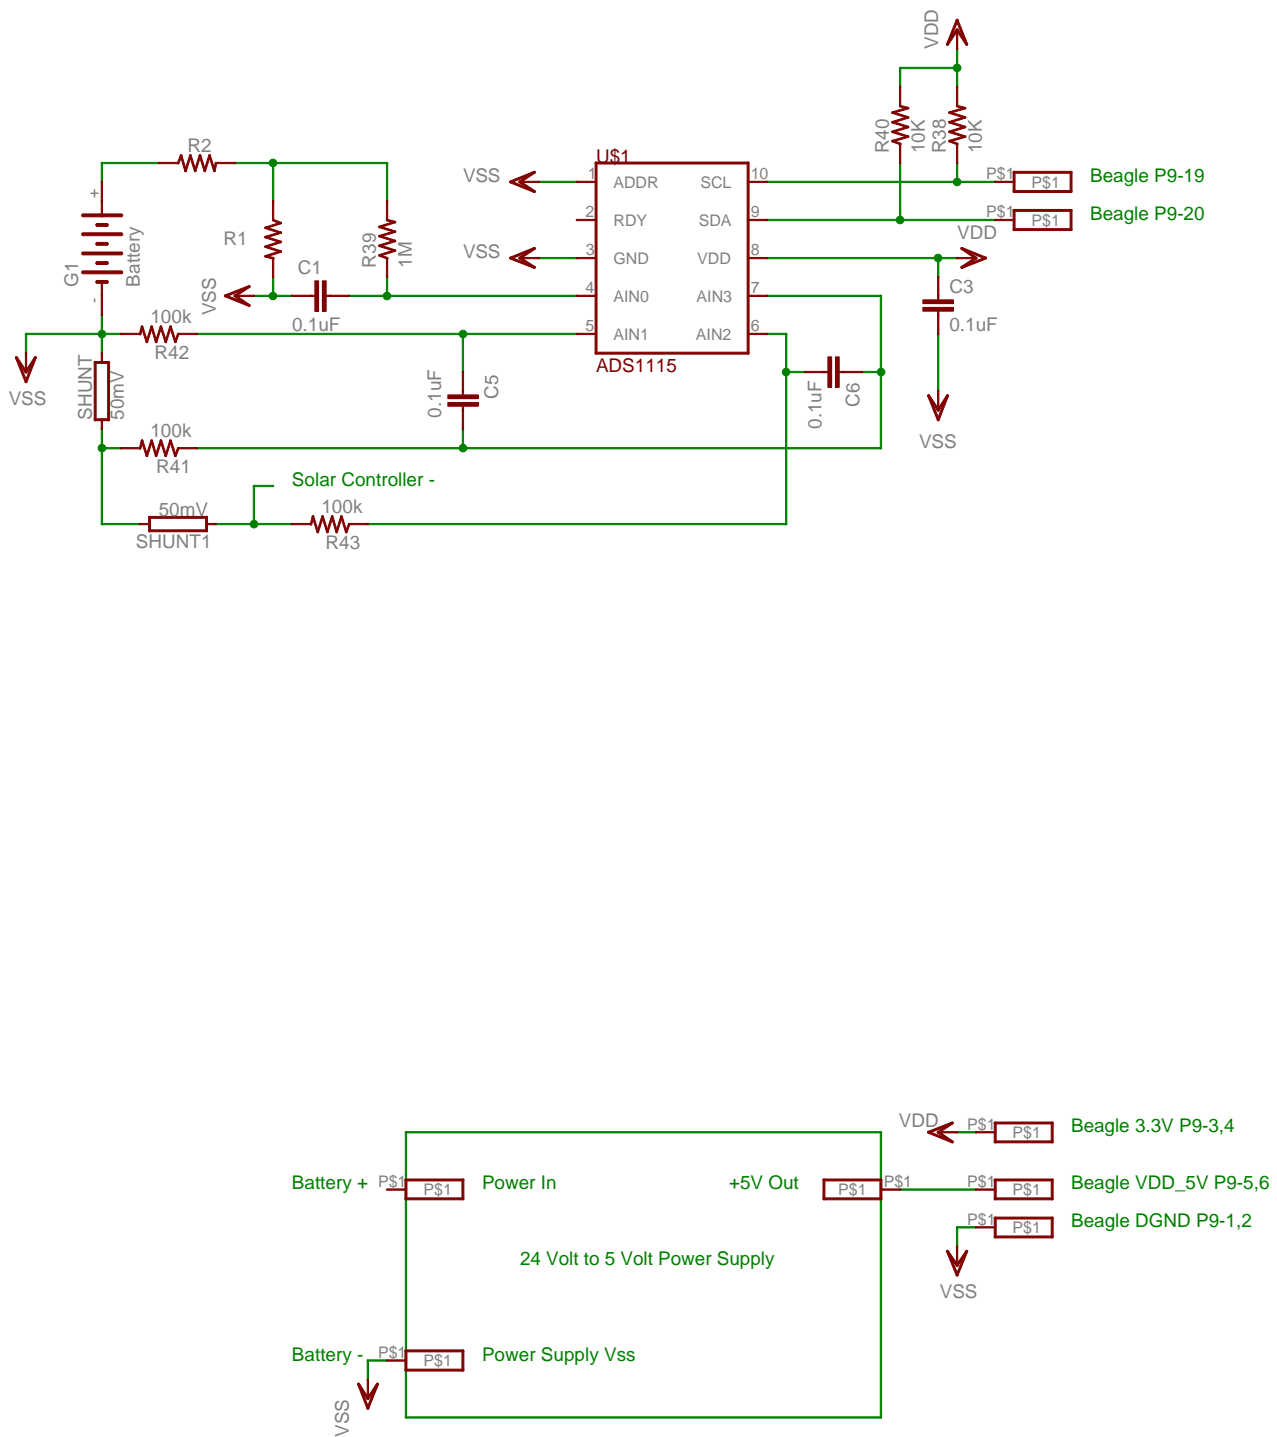 VDD
R40
10K
R38
10K
R2
U$1
VSS
1
ADDR
SCL
10
P$1
P$1
Beagle P9-19
2
RDY
SDA
9
P$1
P$1
Beagle P9-20
+
G1
Battery
-
R1
R39
1M
VSS
3
GND
VDD
8
VDD
VSS
C1
0.1uF
4
AIN0
AIN3
7
C3
0.1uF
100k
R42
5
AIN1
AIN2
6
ADS1115
VSS
SHUNT
50mV
0.1uF
C5
0.1uF
C6
VSS
100k
R41
Solar Controller -
50mV
SHUNT1
100k
R43
VDD
P$1
P$1
Beagle 3.3V P9-3,4
Battery +
P$1
P$1
Power In
+5V Out
P$1
P$1
P$1
P$1
Beagle VDD_5V P9-5,6
P$1
P$1
Beagle DGND P9-1,2
24 Volt to 5 Volt Power Supply
VSS
Battery -
P$1
P$1
Power Supply Vss
VSS